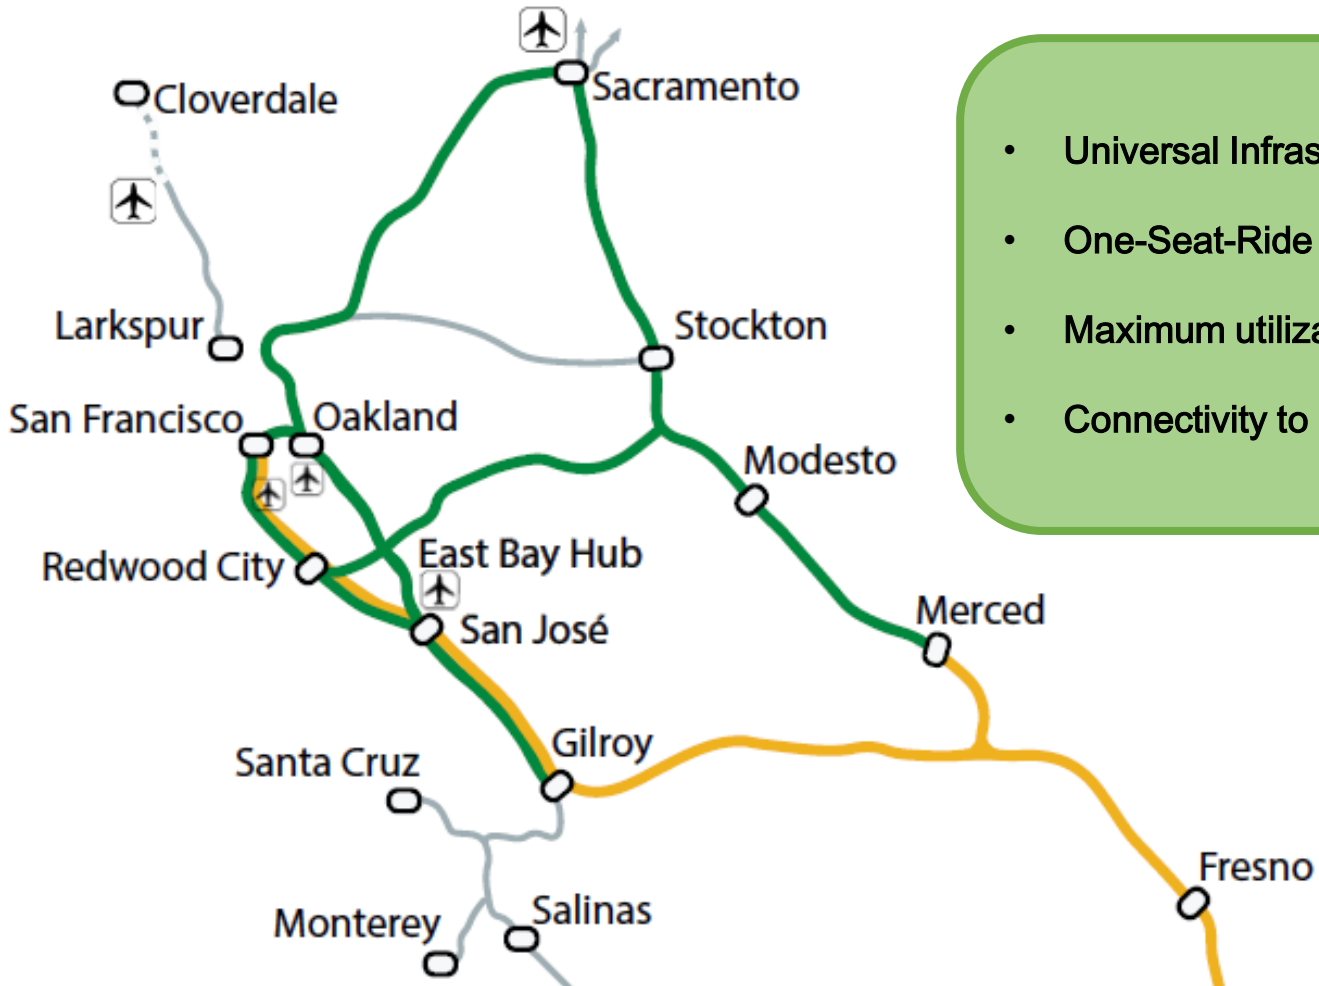 Sacramento
Cloverdale
Larkspur
Stockton
San Francisco
Oakland
Modesto
Redwood City
East Bay Hub
San José
Merced
Gilroy
Santa Cruz
Fresno
Monterey
Salinas
• Universal Infras
• One-Seat-Ride
• Maximum utiliza
• Connectivity to